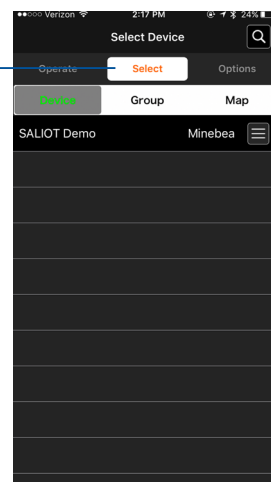 Verizon 2:17 PM 24%
Select Device
Operate Select Options
Device Group Map
SALIOT Demo Minebea